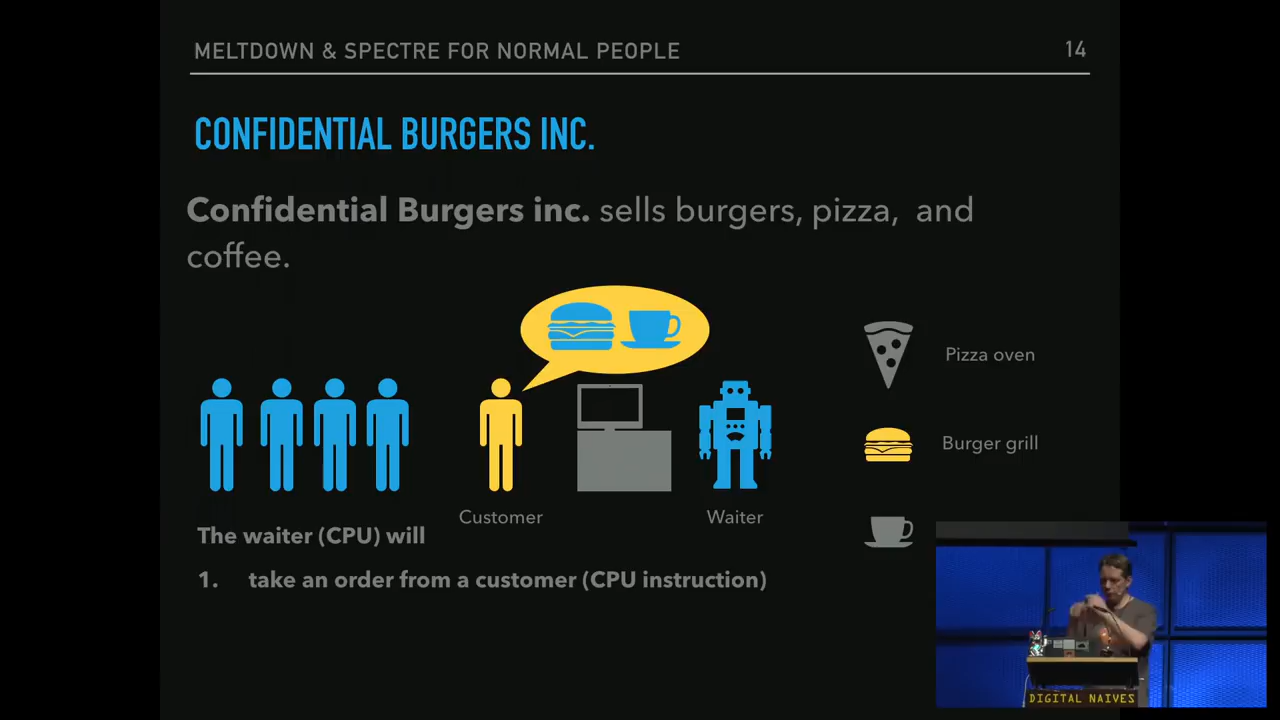 MELTDOWN & SPECTRE FOR NORMAL PEOPLE 14
CONFIDENTIAL BURGERS INC.
Confidential Burgers inc. sells burgers, pizza, and
coffee.
Pizza oven
Burger grill
Customer
Waiter
The waiter (CPU) will
1. take an order from a customer (CPU instruction)
DIGITAL NAIVES